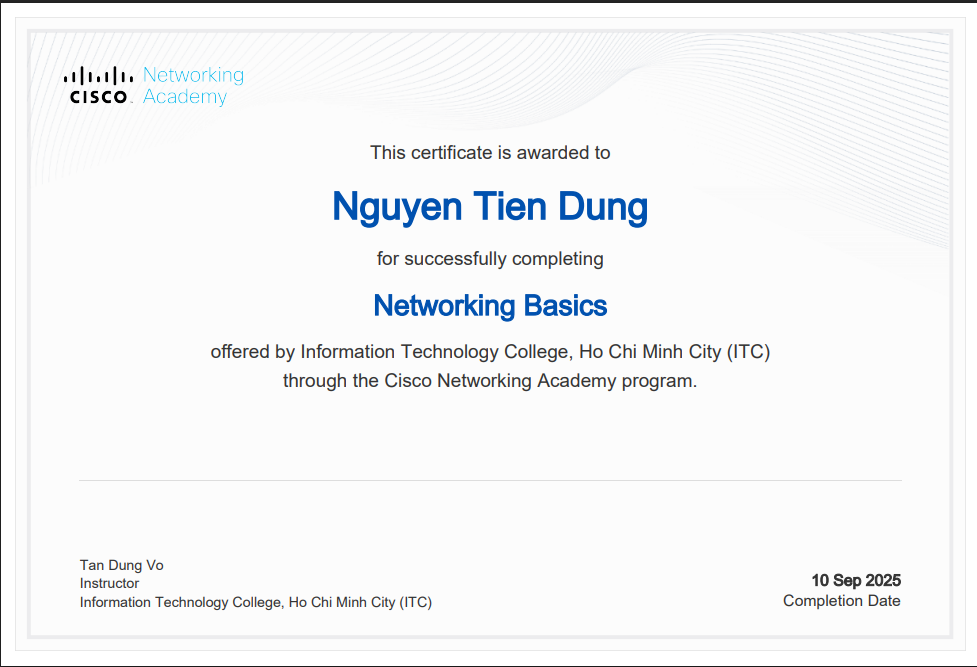 Networking
CISCO Academy
This certificate is awarded to
Nguyen Tien Dung
for successfully completing
Networking Basics
offered by Information Technology College, Ho Chi Minh City (ITC)
through the Cisco Networking Academy program.
Tan Dung Vo
Instructor
Information Technology College, Ho Chi Minh City (ITC)
10 Sep 2025
Completion Date